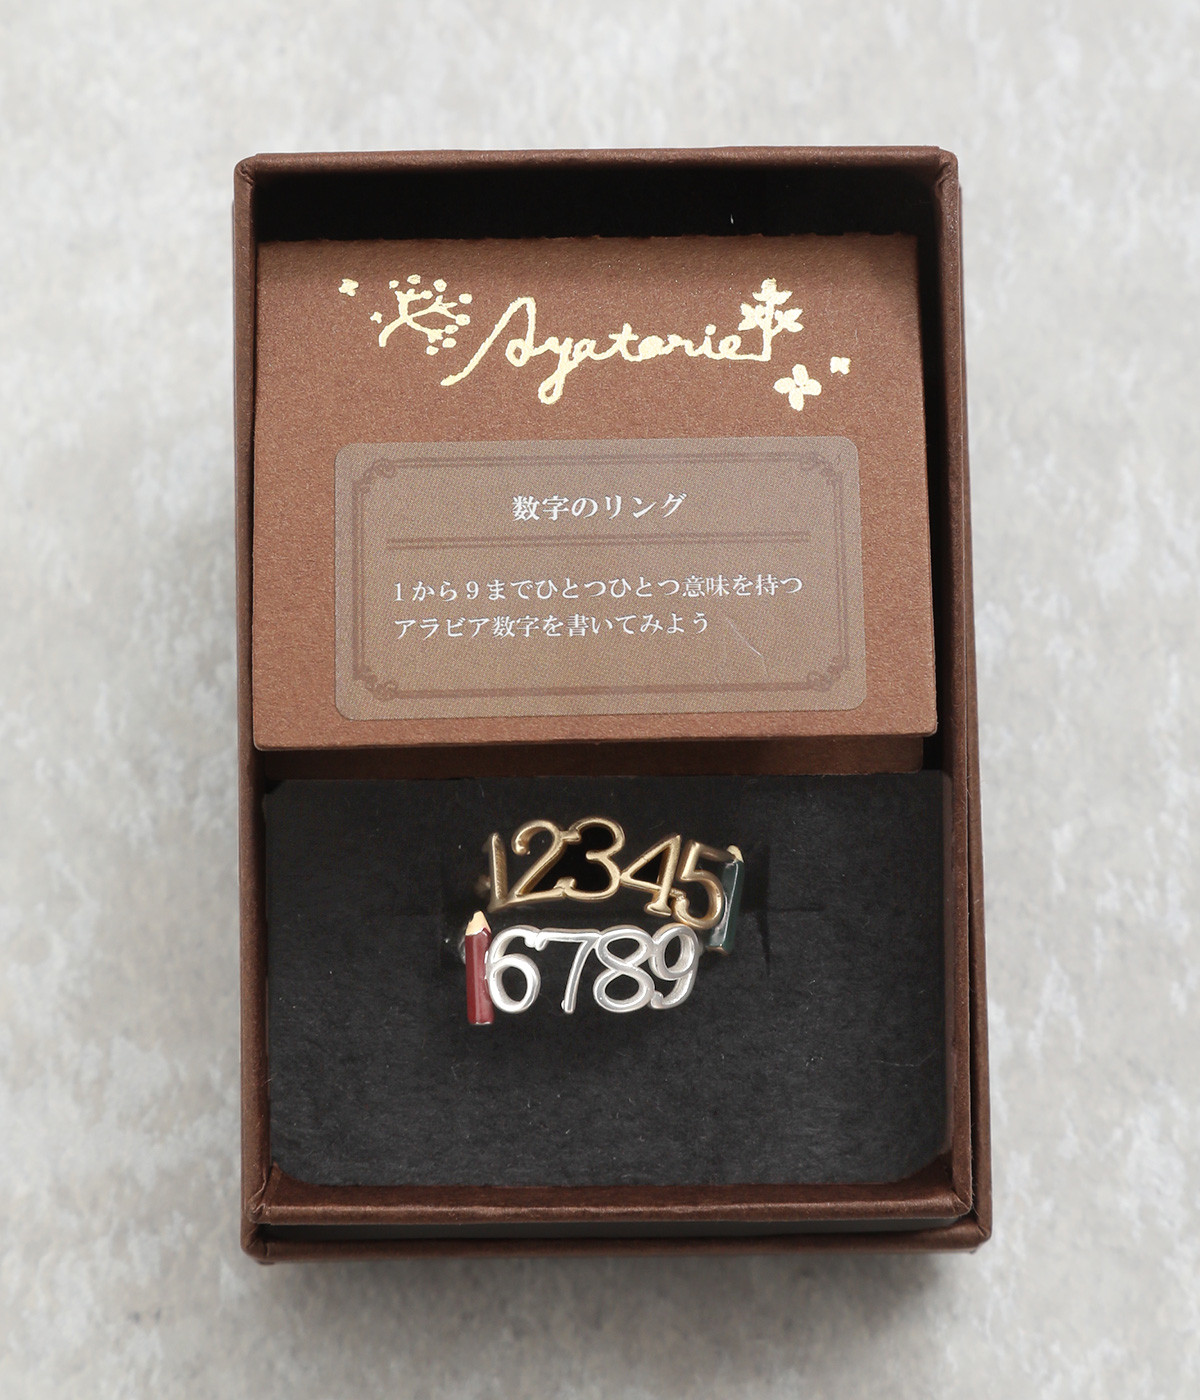 Ayaterie
数字のリング
1から9までひとつひとつ意味を持つ
アラビア数字を書いてみよう
12345
6789